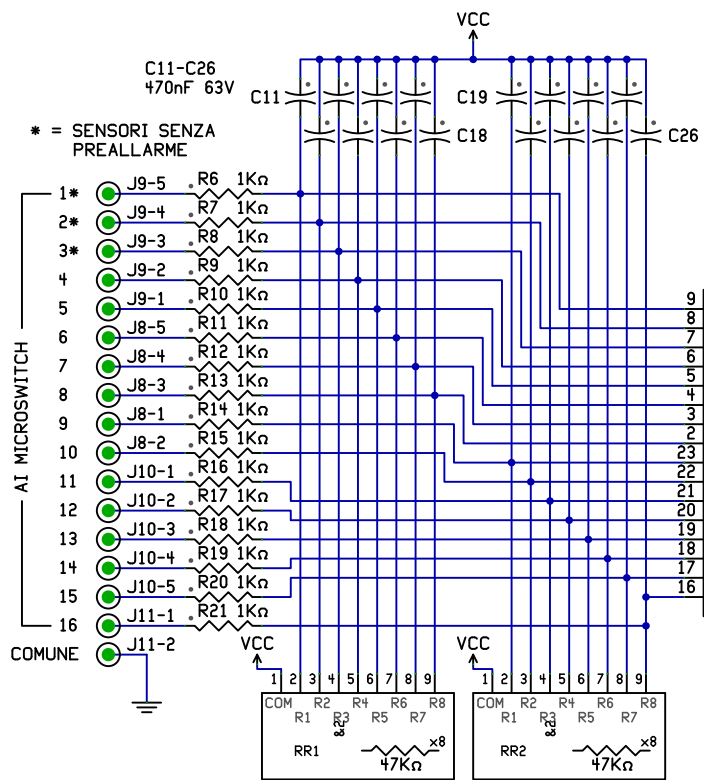 VCC
C11-C26
470nF 63V
C11
C19
C18
C26
* = SENSORI SENZA
PREALLARME
1* J9-5 R6 1KΩ
2* J9-4 R7 1KΩ
3* J9-3 R8 1KΩ
4 J9-2 R9 1KΩ
5 J9-1 R10 1KΩ
6 J8-5 R11 1KΩ
7 J8-4 R12 1KΩ
8 J8-3 R13 1KΩ
9 J8-1 R14 1KΩ
10 J8-2 R15 1KΩ
11 J10-1 R16 1KΩ
12 J10-2 R17 1KΩ
13 J10-3 R18 1KΩ
14 J10-4 R19 1KΩ
15 J10-5 R20 1KΩ
16 J11-1 R21 1KΩ
COMUNE J11-2
AI MICROSWITCH
9
8
7
6
5
4
3
2
23
22
21
20
19
18
17
16
VCC
1 2 3 4 5 6 7 8 9
COM R2 R4 R6 R8
R1 R3 R5 R7
&2
RR1
x8
47KΩ
VCC
1 2 3 4 5 6 7 8 9
COM R2 R4 R6 R8
R1 R3 R5 R7
&2
RR2
x8
47KΩ